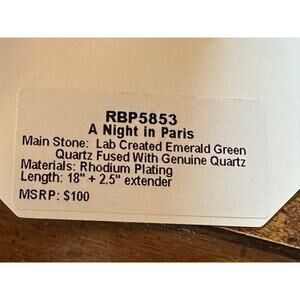 RBP5853
A Night in Paris
Main Stone: Lab Created Emerald Green
Quartz Fused With Genuine Quartz
Materials: Rhodium Plating
Length: 18" + 2.5" extender
MSRP: $100